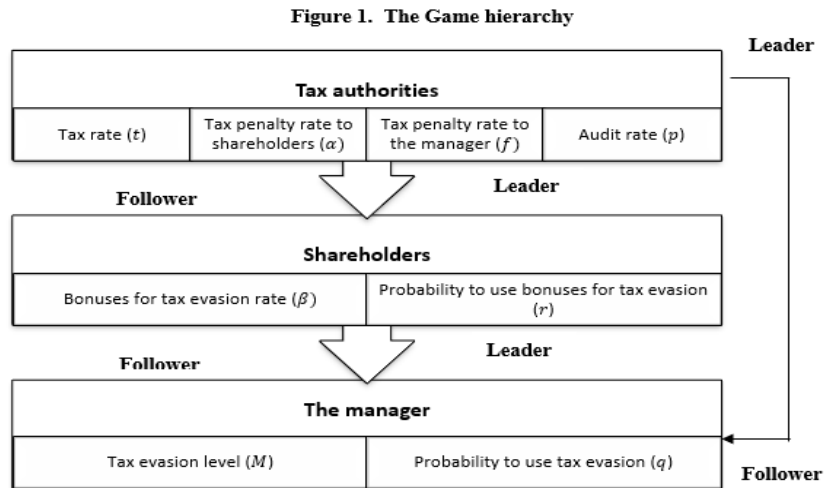 Figure 1. The Game hierarchy
Leader
Tax authorities
Tax rate (t)
Tax penalty rate to
shareholders (α)
Tax penalty rate to
the manager (f)
Audit rate (p)
Follower
Leader
Shareholders
Bonuses for tax evasion rate (β)
Probability to use bonuses for tax evasion
(r)
Follower
Leader
The manager
Tax evasion level (M)
Probability to use tax evasion (q)
Follower